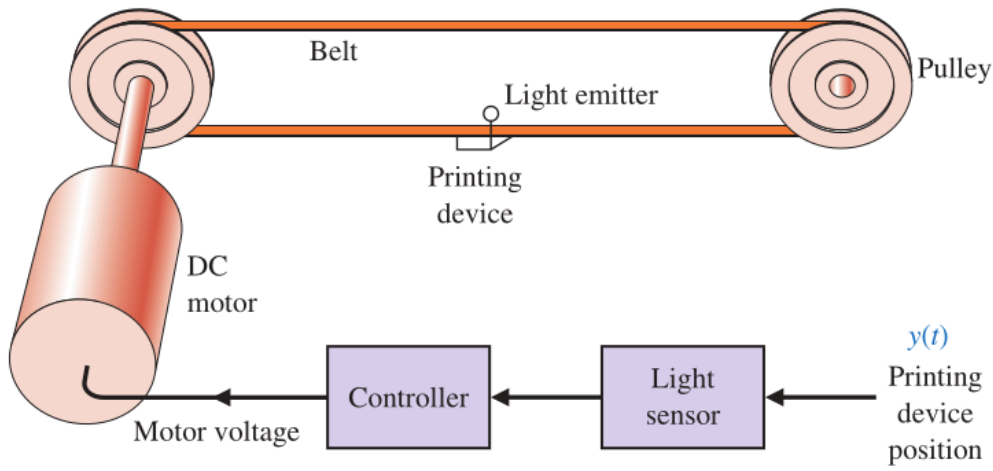 Belt
Pulley
Light emitter
Printing
device
DC
motor
y(t)
Controller
Light
sensor
Printing
device
position
Motor voltage